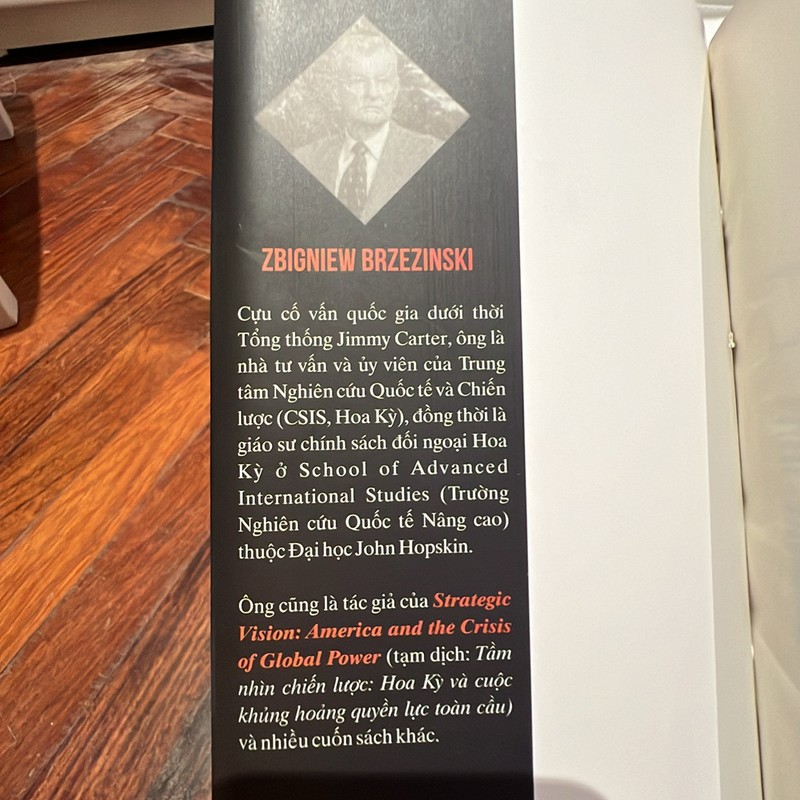 ZBIGNIEW BRZEZINSKI
Cựu cố vấn quốc gia dưới thời
Tổng thống Jimmy Carter, ông là
nhà tư vấn và ủy viên của Trung
tâm Nghiên cứu Quốc tế và Chiến
lược (CSIS, Hoa Kỳ), đồng thời là
giáo sư chính sách đối ngoại Hoa
Kỳ ở School of Advanced
International Studies (Trường
Nghiên cứu Quốc tế Nâng cao)
thuộc Đại học John Hopskin.
Ông cũng là tác giả của Strategic
Vision: America and the Crisis
of Global Power (tạm dịch: Tầm
nhìn chiến lược: Hoa Kỳ và cuộc
khủng hoảng quyền lực toàn cầu)
và nhiều cuốn sách khác.